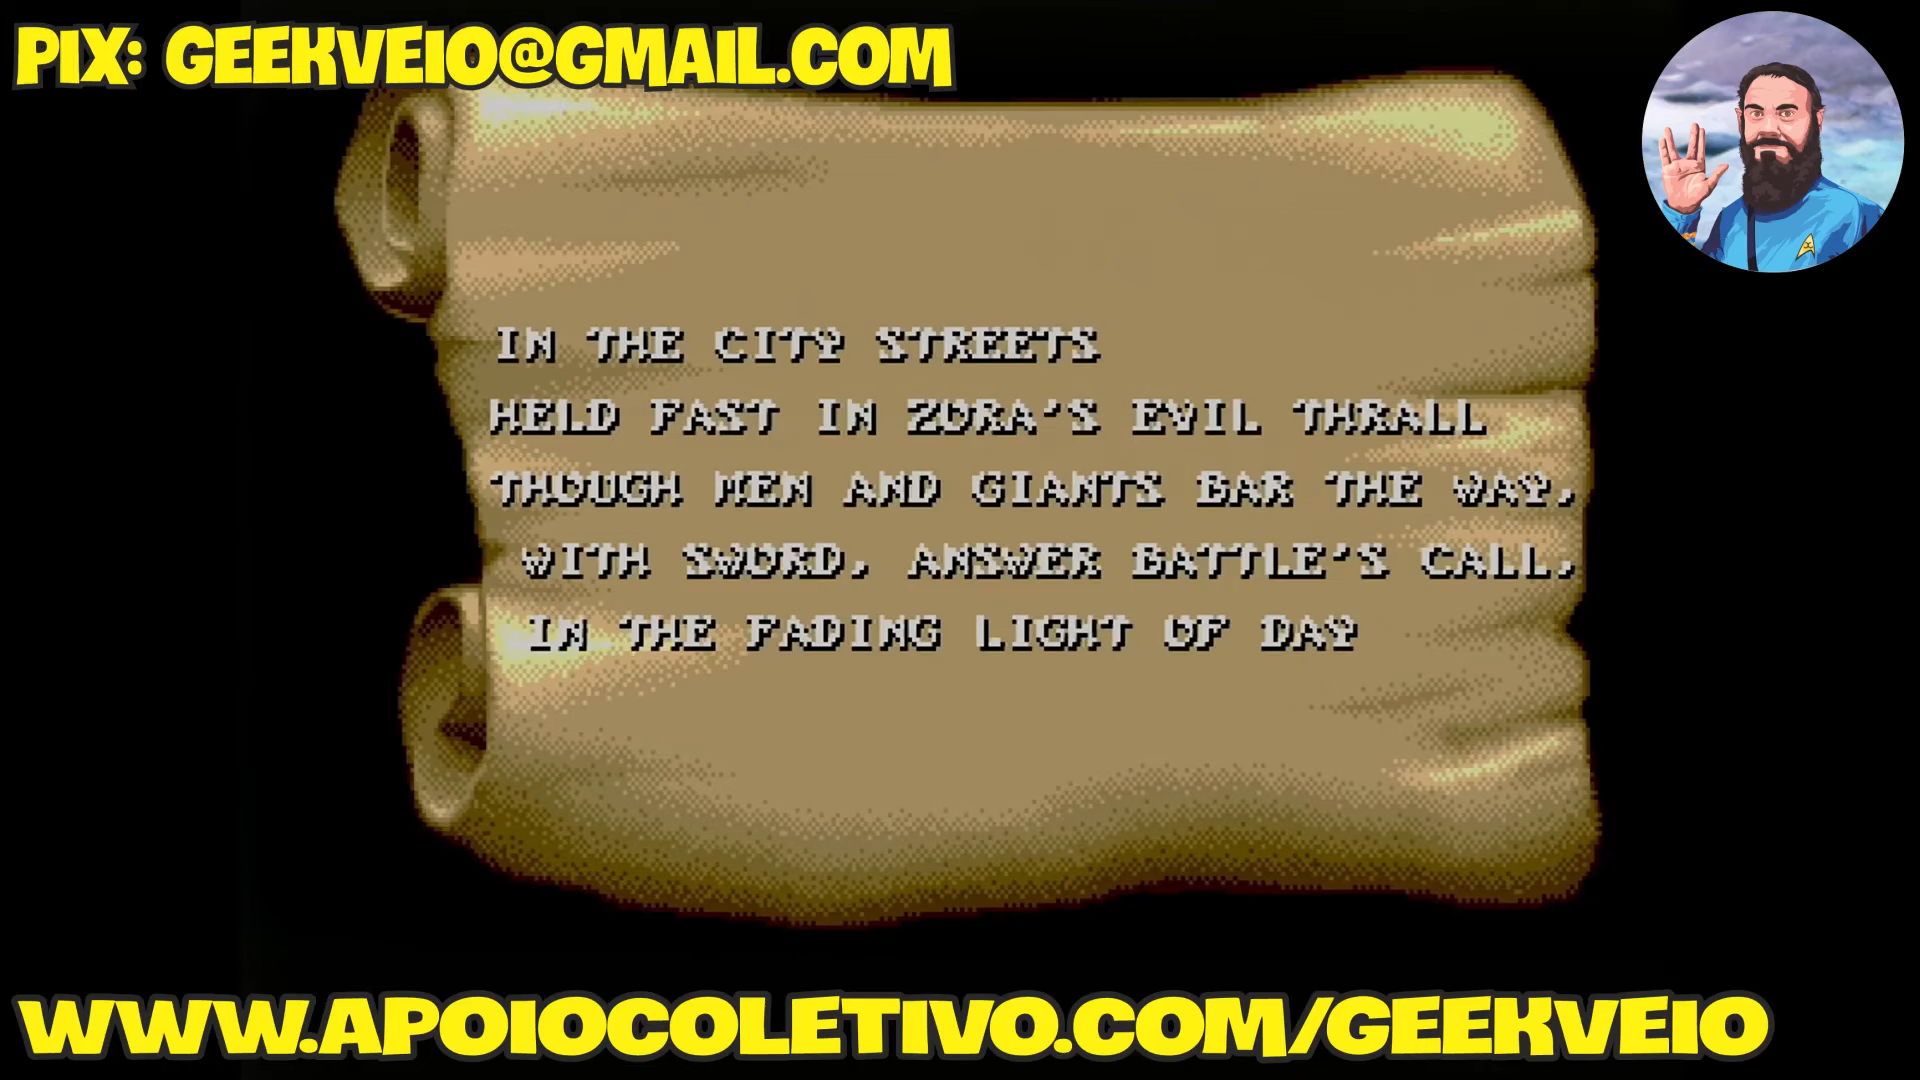 PIX: GEEKVEIO@GMAIL.COM
IN THE CITY STREETS
HELD FAST IN ZORA'S EVIL THRALL
THOUGH MEN AND GIANTS BAR THE WAY,
WITH SWORD, ANSWER BATTLE'S CALL,
IN THE FADING LIGHT OF DAY
WWW.APOIOCOLETIVO.COM/GEEKVEIO